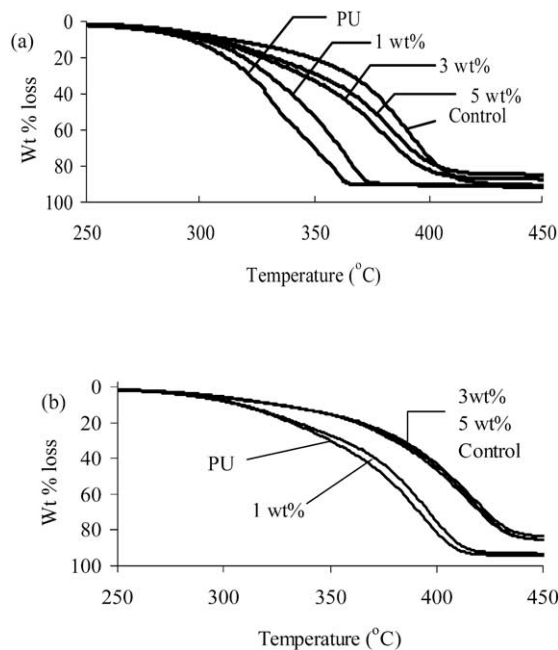 (a)
PU
1 wt%
3 wt%
5 wt%
Control
Wt % loss
0
20
40
60
80
100
250
300
350
400
450
Temperature (°C)
(b)
3wt%
5 wt%
Control
PU
1 wt%
Wt % loss
0
20
40
60
80
100
250
300
350
400
450
Temperature (°C)